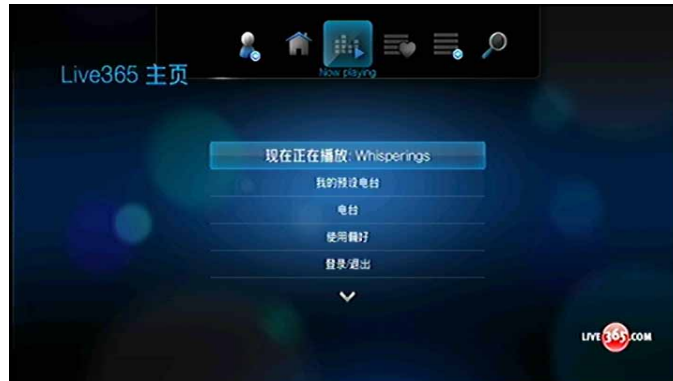 Now playing
Live365 主页
现在正在播放: Whisperings
我的预设电台
电台
使用偏好
登录/退出
LIVE365.COM